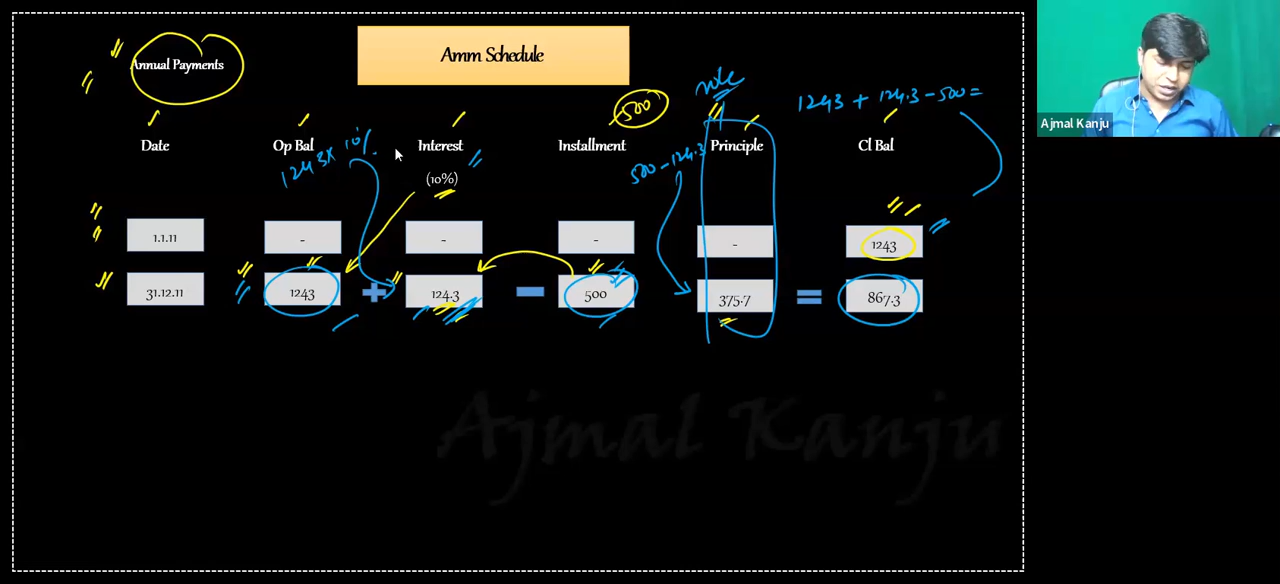 Amm Schedule
Annual Payments
500
note
1243 + 124.3 - 500 =
Ajmal Kanju
Date Op Bal Interest Installment Principle Cl Bal
1243 x 10%
500 - 124.3
(10%)
1.1.11 - - - - 1243
31.12.11 1243 + 124.3 - 500 375.7 = 867.3
Ajmal Kanju